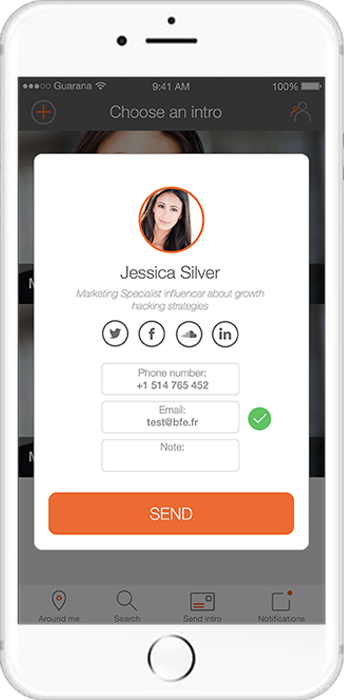 Guarana 9:41 AM 100%
Choose an intro
Jessica Silver
Marketing Specialist influencer about growth
hacking strategies
Phone number:
+1 514 765 452
Email:
test@bfe.fr
Note:
SEND
Around me Search Send intro Notifications